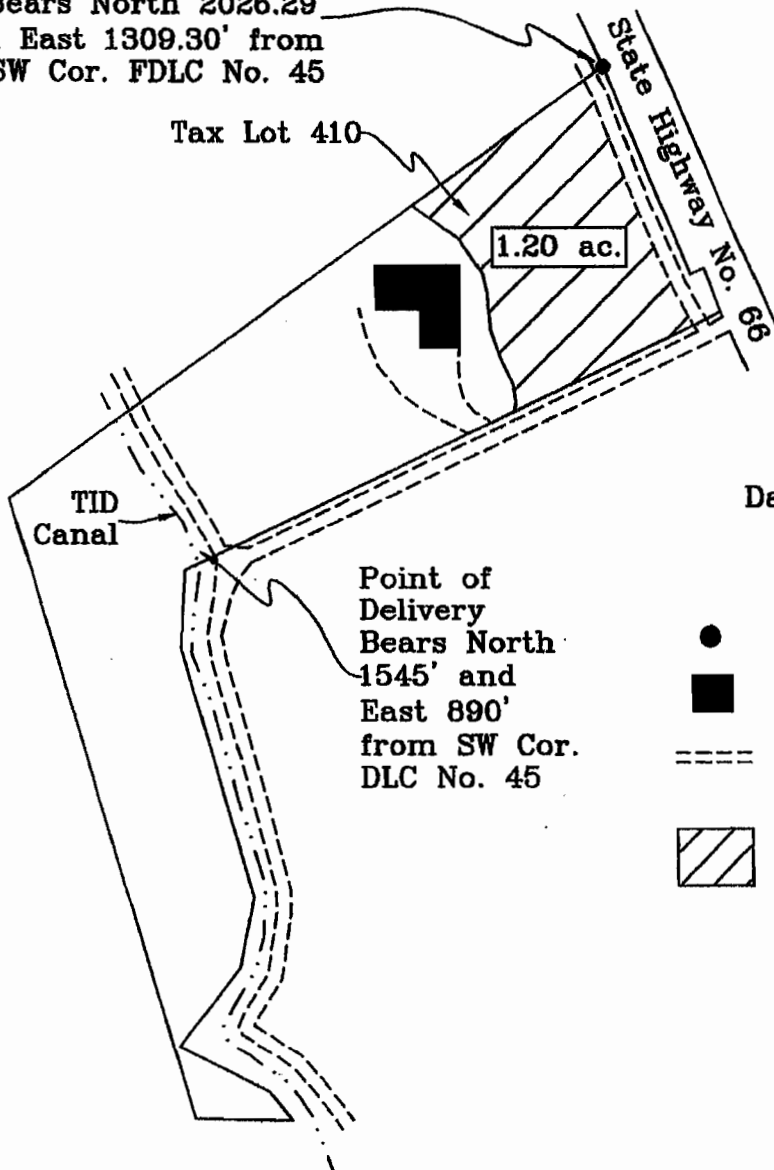 Bears North 2026.29
East 1309.30' from
SW Cor. FDLC No. 45
Tax Lot 410
State Highway No. 66
1.20 ac.
TID
Canal
Point of
Delivery
Bears North
1545' and
East 890'
from SW Cor.
DLC No. 45